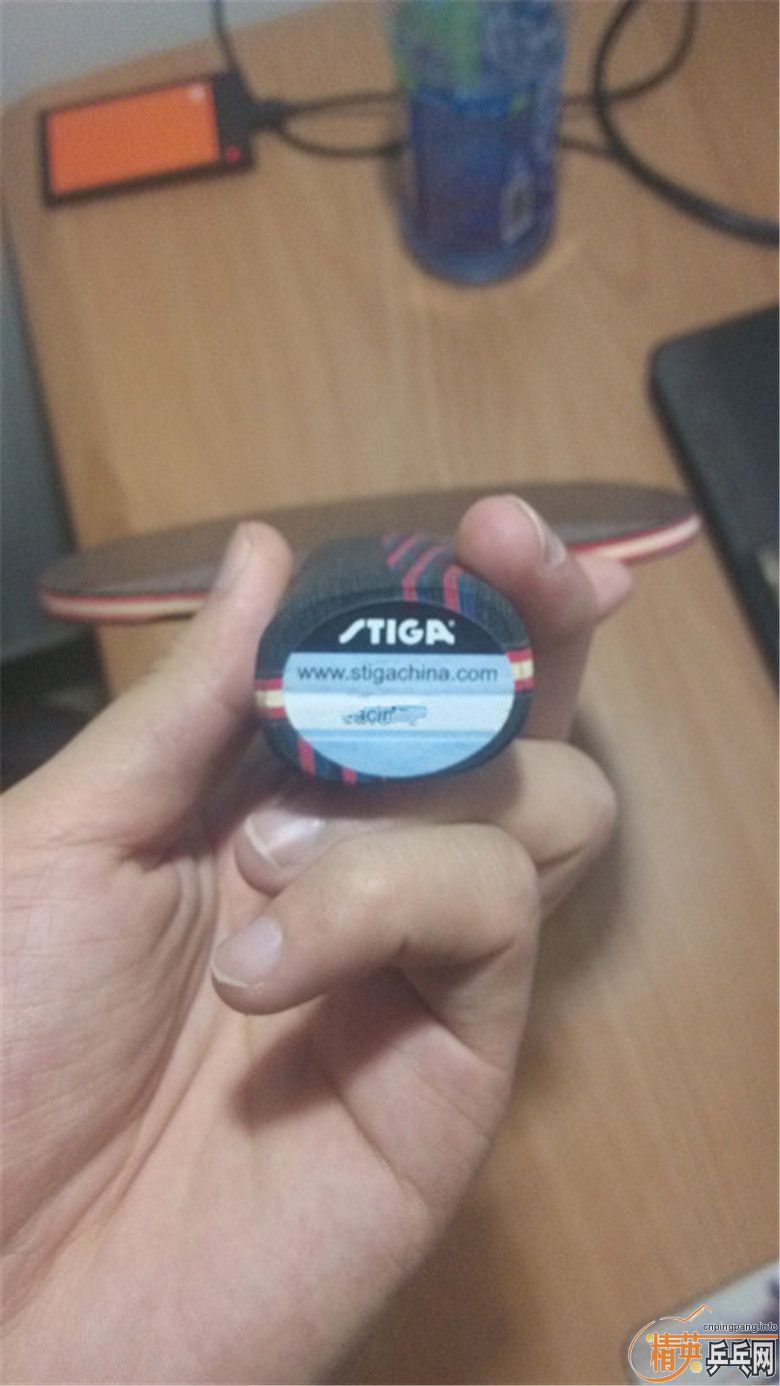 STIGA
www.stigachina.com
cnpingpang.info
精英乒乓网